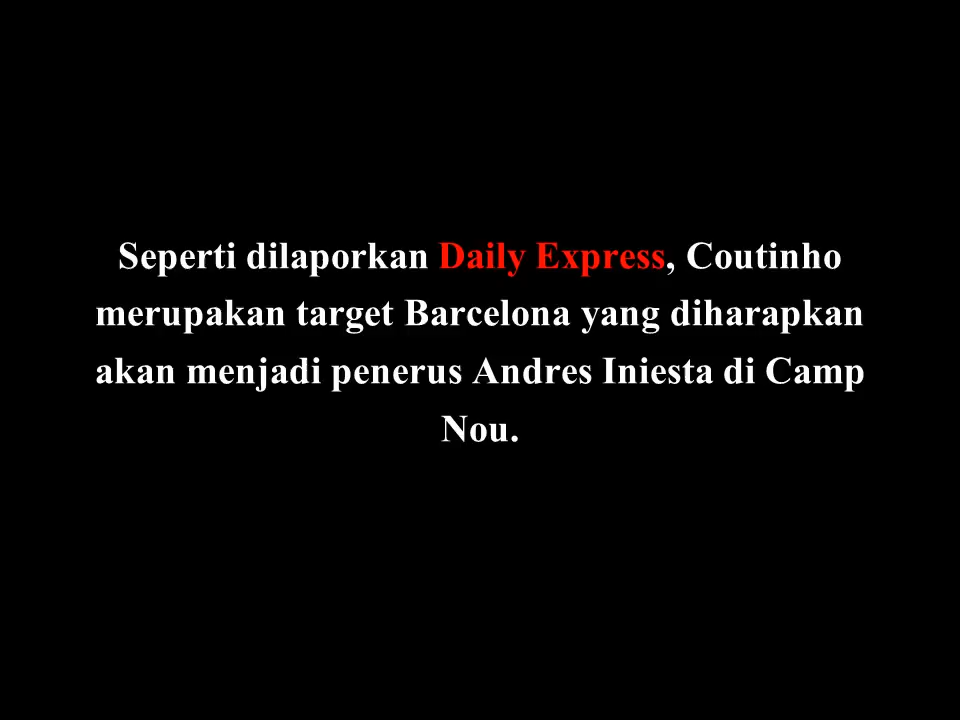 Seperti dilaporkan Daily Express, Coutinho
merupakan target Barcelona yang diharapkan
akan menjadi penerus Andres Iniesta di Camp
Nou.